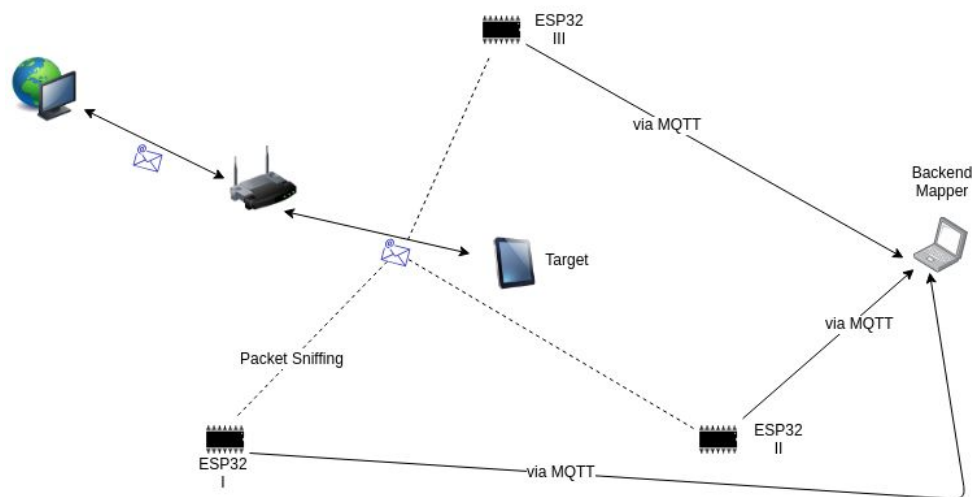 ESP32
III
via MQTT
Backend
Mapper
Target
via MQTT
Packet Sniffing
ESP32
II
ESP32
I
via MQTT